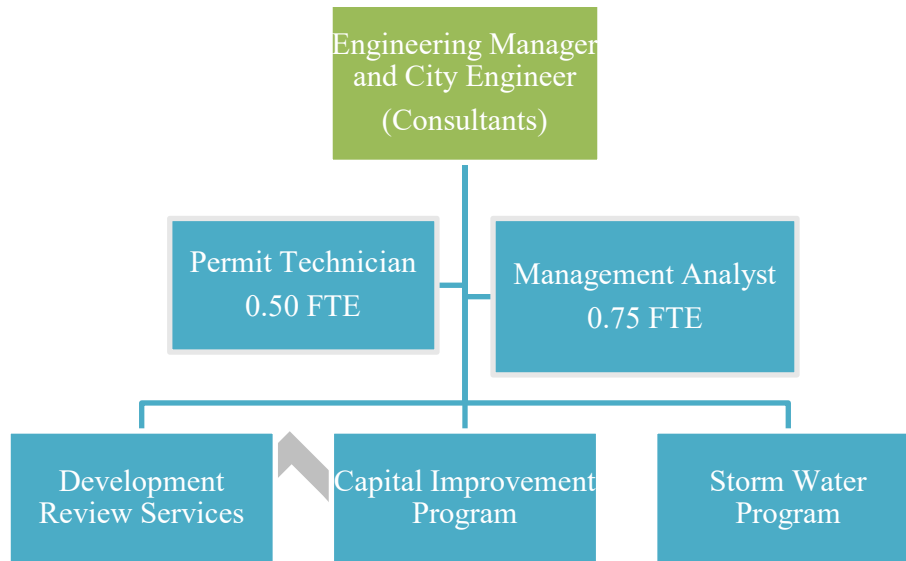 Engineering Manager
and City Engineer
(Consultants)
Permit Technician
0.50 FTE
Management Analyst
0.75 FTE
Development
Review Services
Capital Improvement
Program
Storm Water
Program